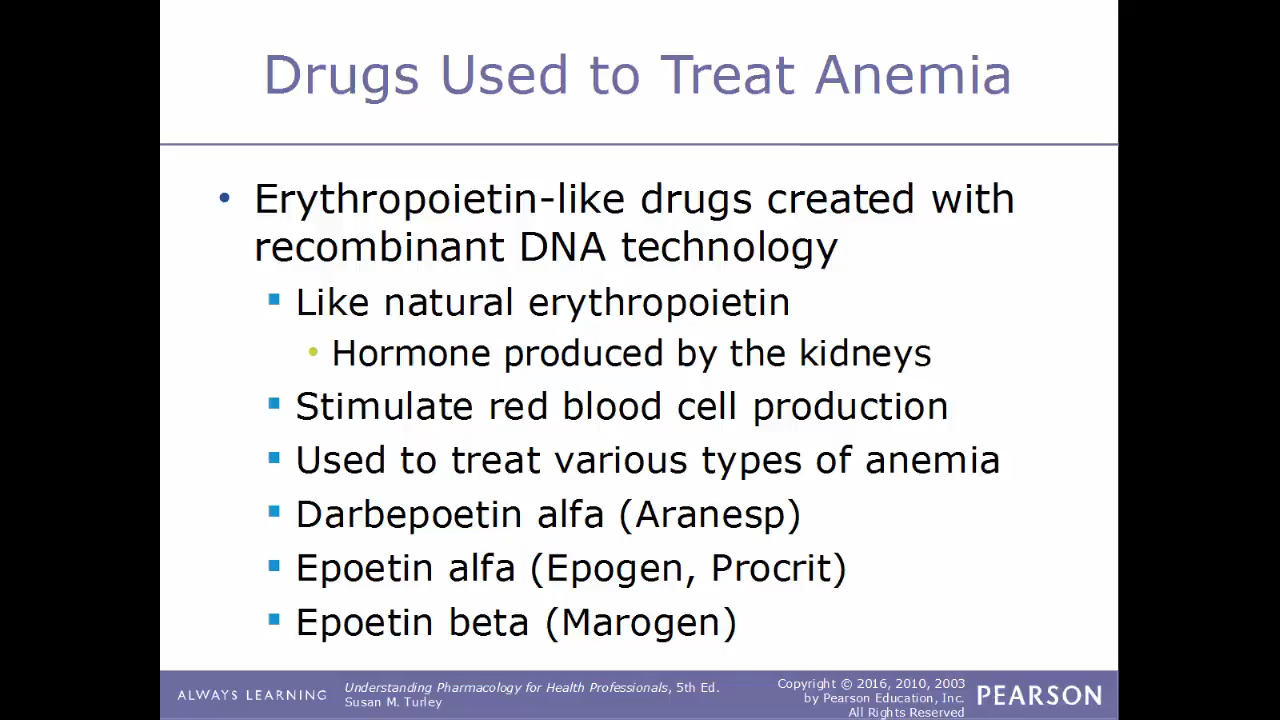 Drugs Used to Treat Anemia
• Erythropoietin-like drugs created with
recombinant DNA technology
▪ Like natural erythropoietin
• Hormone produced by the kidneys
▪ Stimulate red blood cell production
▪ Used to treat various types of anemia
▪ Darbepoetin alfa (Aranesp)
▪ Epoetin alfa (Epogen, Procrit)
▪ Epoetin beta (Marogen)
ALWAYS LEARNING
Understanding Pharmacology for Health Professionals, 5th Ed.
Susan M. Turley
Copyright © 2016, 2010, 2003
by Pearson Education, Inc.
All Rights Reserved
PEARSON